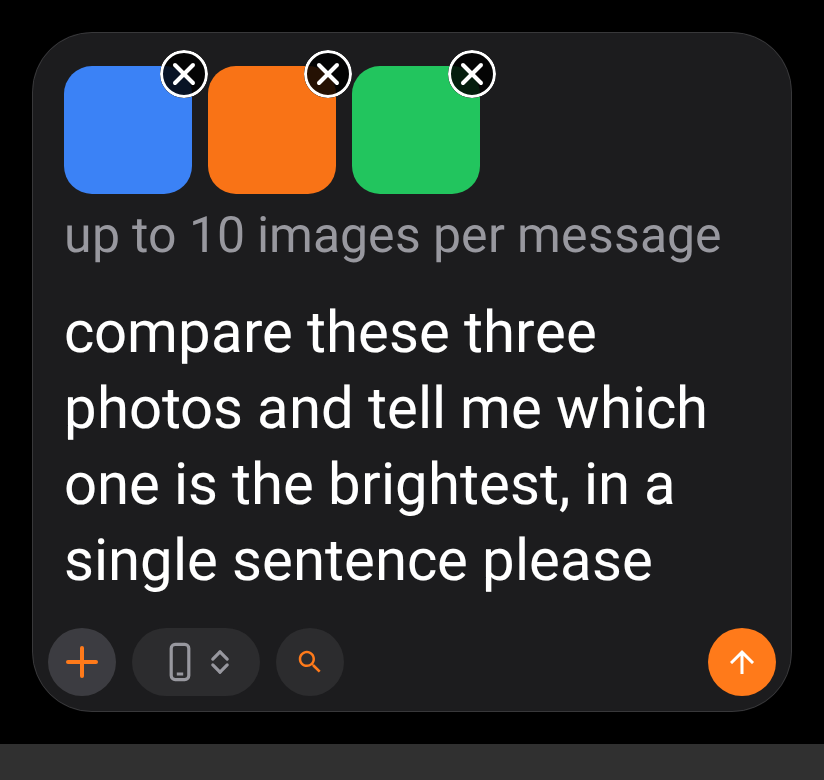 up to 10 images per message
compare these three
photos and tell me which
one is the brightest, in a
single sentence please